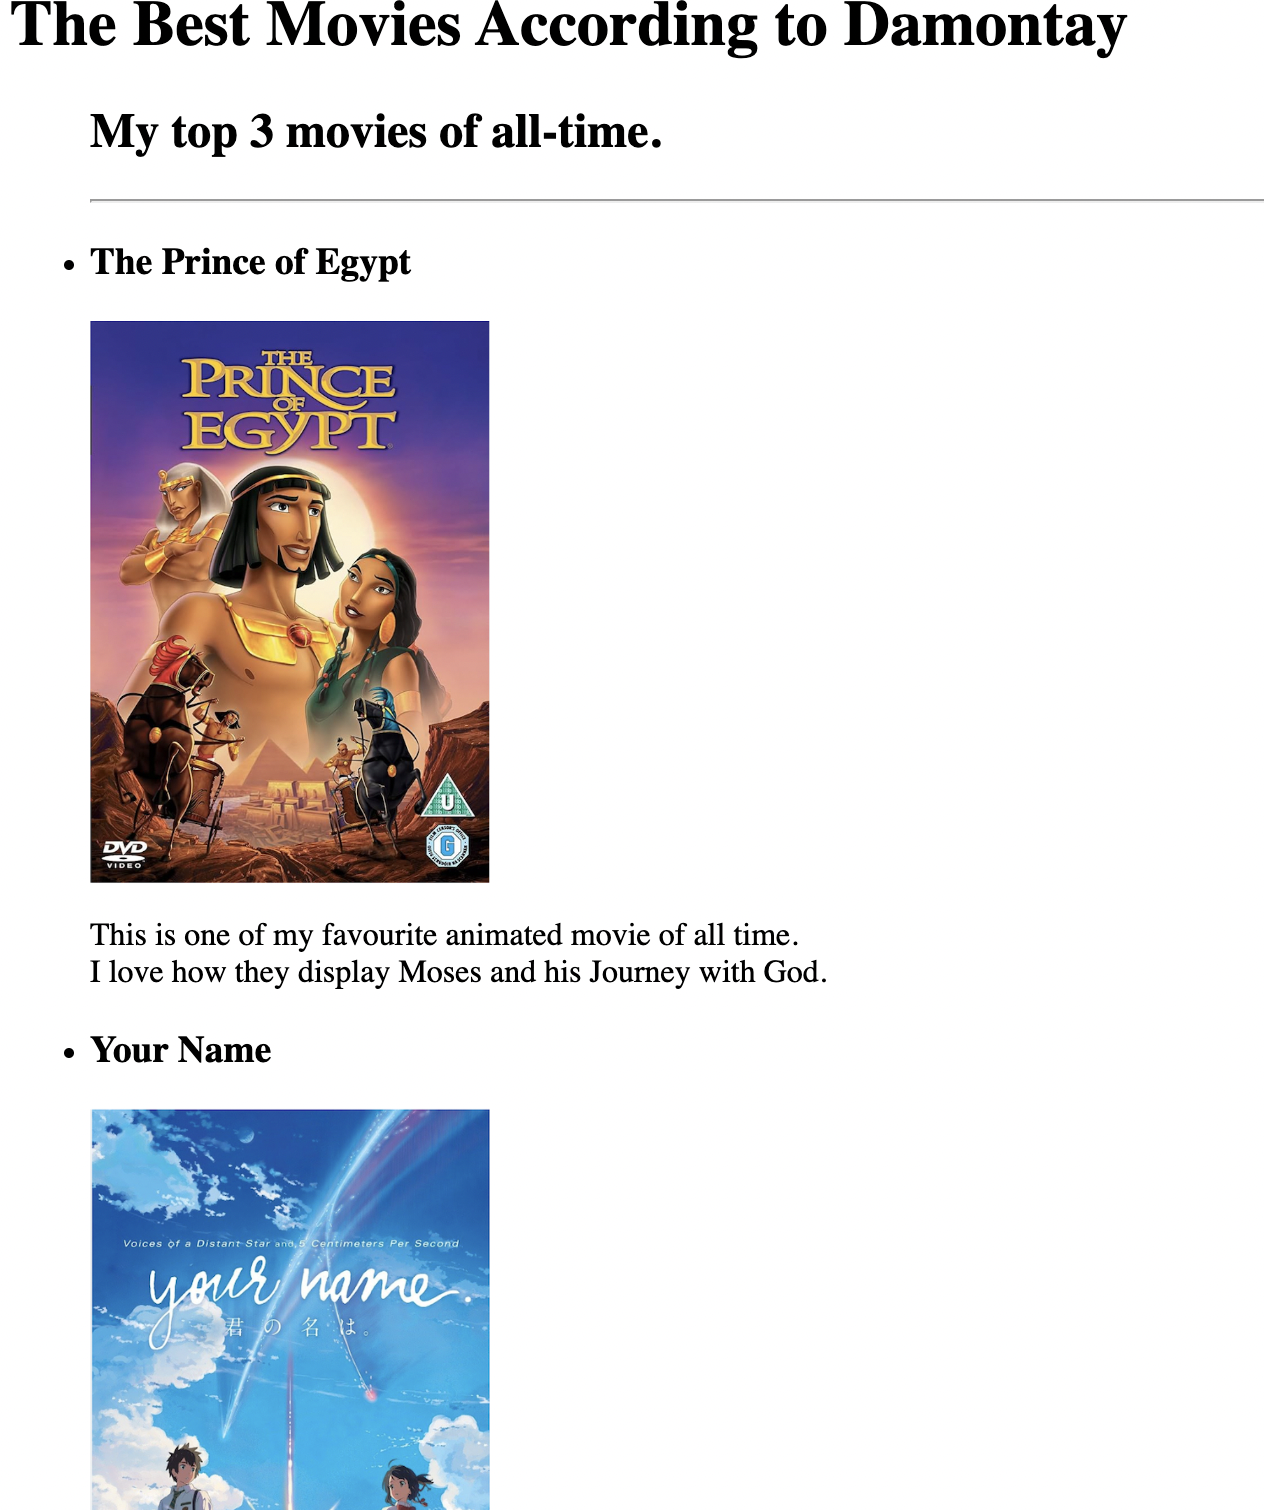 The Best Movies According to Damontay
My top 3 movies of all-time.
The Prince of Egypt
THE
PRINCE
OF
EGYPT
U
G
DVD
VIDEO
This is one of my favourite animated movie of all time.
I love how they display Moses and his Journey with God.
Your Name
Voices of a Distant Star and 5 Centimeters Per Second
your name.
君の名は。